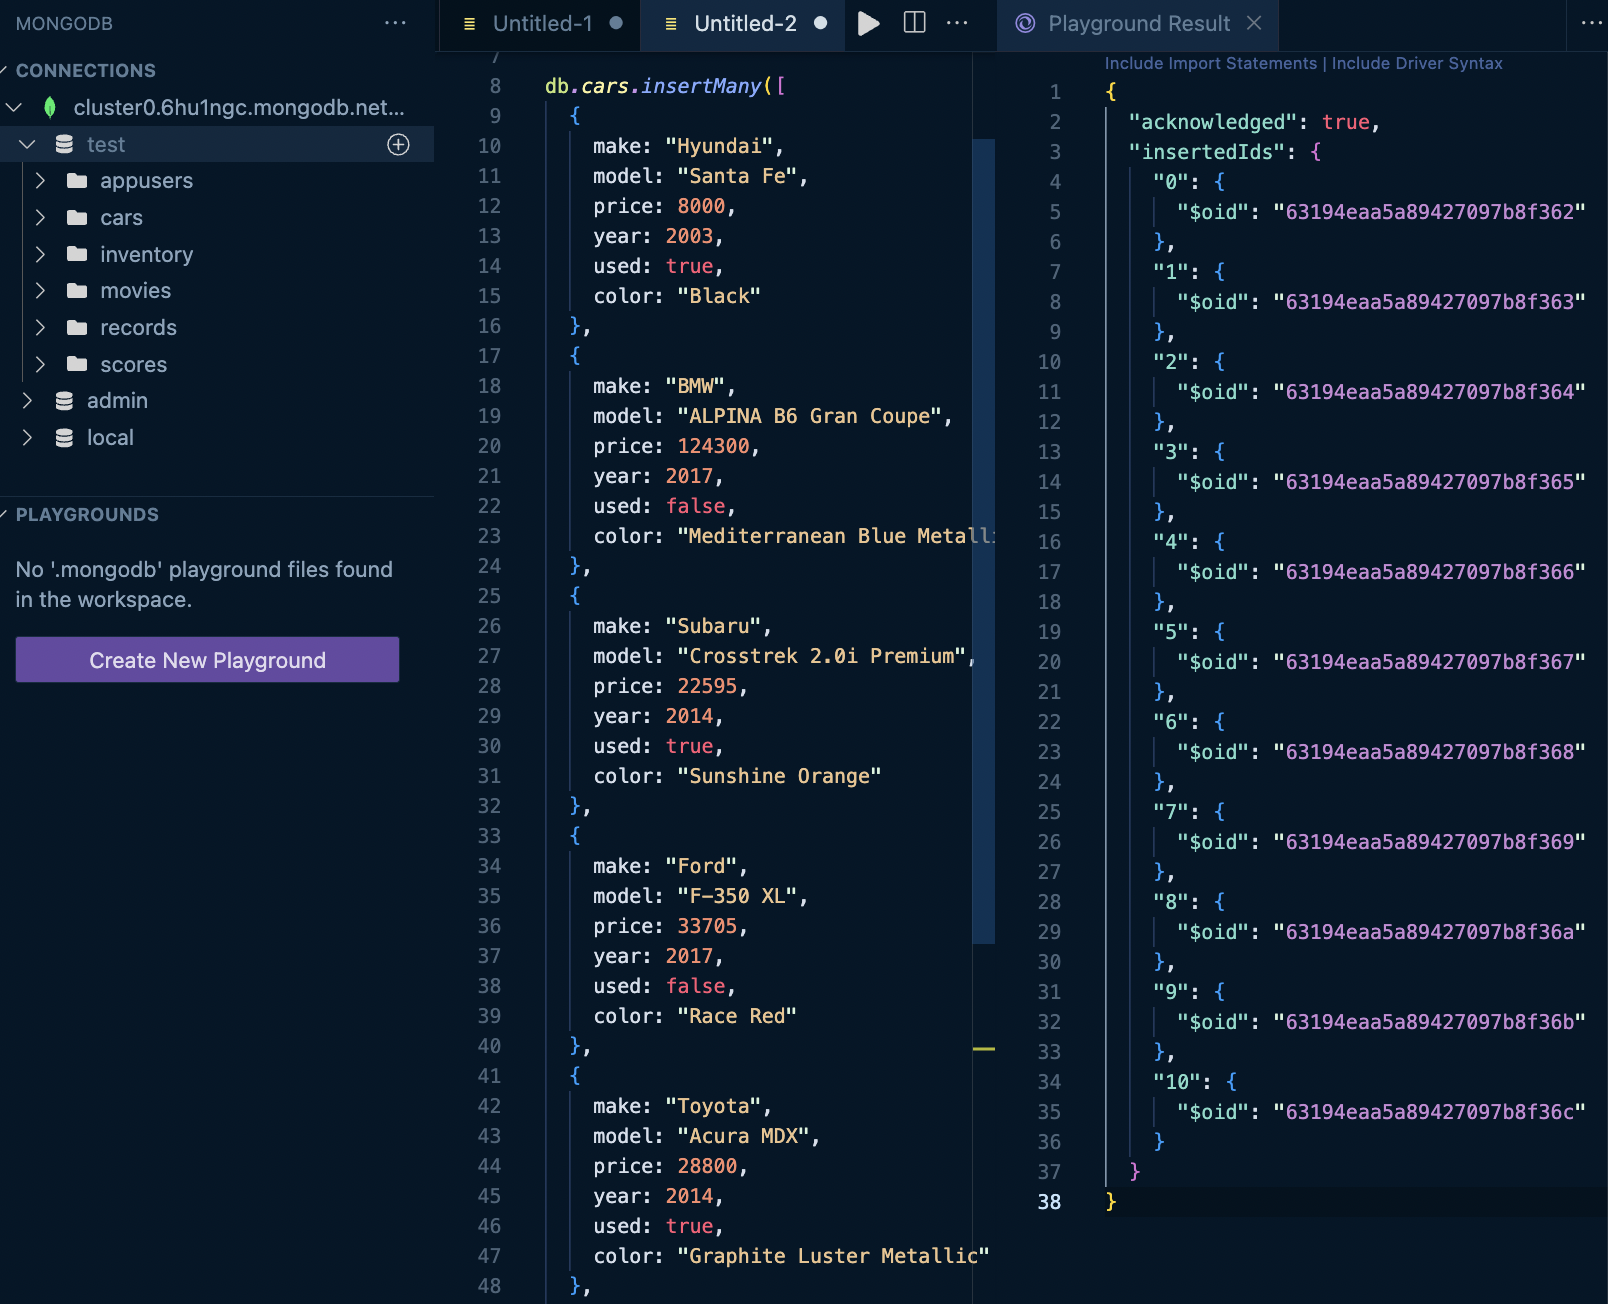 MONGODB
CONNECTIONS
cluster0.6hu1ngc.mongodb.net...
test
appusers
cars
inventory
movies
records
scores
admin
local
PLAYGROUNDS
No '.mongodb' playground files found
in the workspace.
Create New Playground
Untitled-1
Untitled-2
7
8 db.cars.insertMany([
9 {
10 make: "Hyundai",
11 model: "Santa Fe",
12 price: 8000,
13 year: 2003,
14 used: true,
15 color: "Black"
16 },
17 {
18 make: "BMW",
19 model: "ALPINA B6 Gran Coupe",
20 price: 124300,
21 year: 2017,
22 used: false,
23 color: "Mediterranean Blue Metalli
24 },
25 {
26 make: "Subaru",
27 model: "Crosstrek 2.0i Premium",
28 price: 22595,
29 year: 2014,
30 used: true,
31 color: "Sunshine Orange"
32 },
33 {
34 make: "Ford",
35 model: "F-350 XL",
36 price: 33705,
37 year: 2017,
38 used: false,
39 color: "Race Red"
40 },
41 {
42 make: "Toyota",
43 model: "Acura MDX",
44 price: 28800,
45 year: 2014,
46 used: true,
47 color: "Graphite Luster Metallic"
48 },
Playground Result
Include Import Statements | Include Driver Syntax
1 {
2 "acknowledged": true,
3 "insertedIds": {
4 "0": {
5 "$oid": "63194eaa5a89427097b8f362"
6 },
7 "1": {
8 "$oid": "63194eaa5a89427097b8f363"
9 },
10 "2": {
11 "$oid": "63194eaa5a89427097b8f364"
12 },
13 "3": {
14 "$oid": "63194eaa5a89427097b8f365"
15 },
16 "4": {
17 "$oid": "63194eaa5a89427097b8f366"
18 },
19 "5": {
20 "$oid": "63194eaa5a89427097b8f367"
21 },
22 "6": {
23 "$oid": "63194eaa5a89427097b8f368"
24 },
25 "7": {
26 "$oid": "63194eaa5a89427097b8f369"
27 },
28 "8": {
29 "$oid": "63194eaa5a89427097b8f36a"
30 },
31 "9": {
32 "$oid": "63194eaa5a89427097b8f36b"
33 },
34 "10": {
35 "$oid": "63194eaa5a89427097b8f36c"
36 }
37 }
38 }